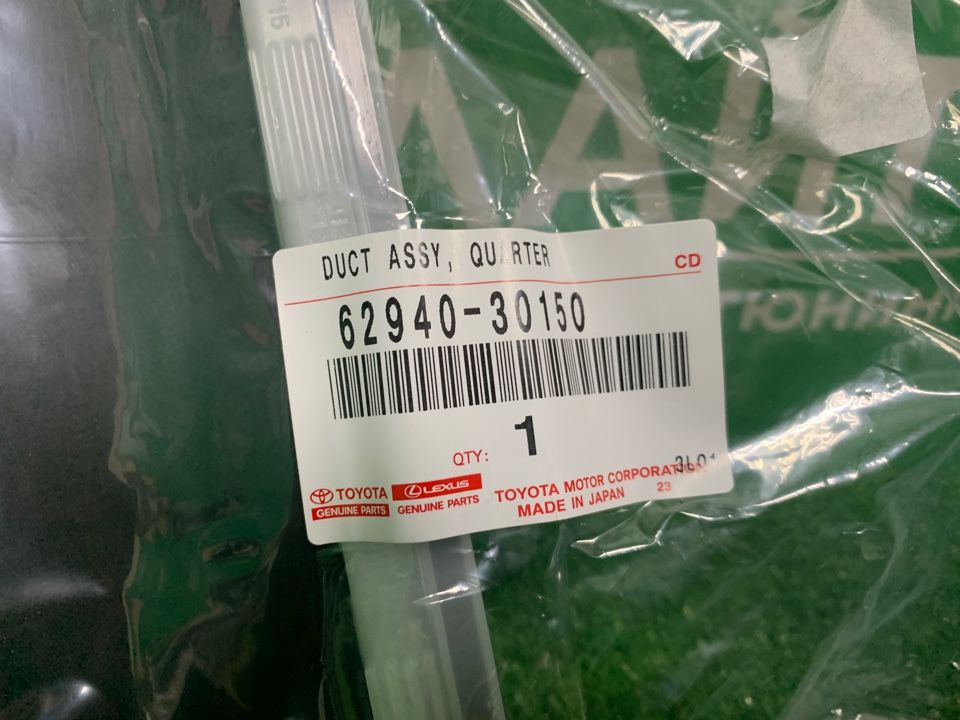 DUCT ASSY, QUARTER
CD
62940-30150
QTY: 1
TOYOTA
GENUINE PARTS
LEXUS
GENUINE PARTS
TOYOTA MOTOR CORPORATION
MADE IN JAPAN 23